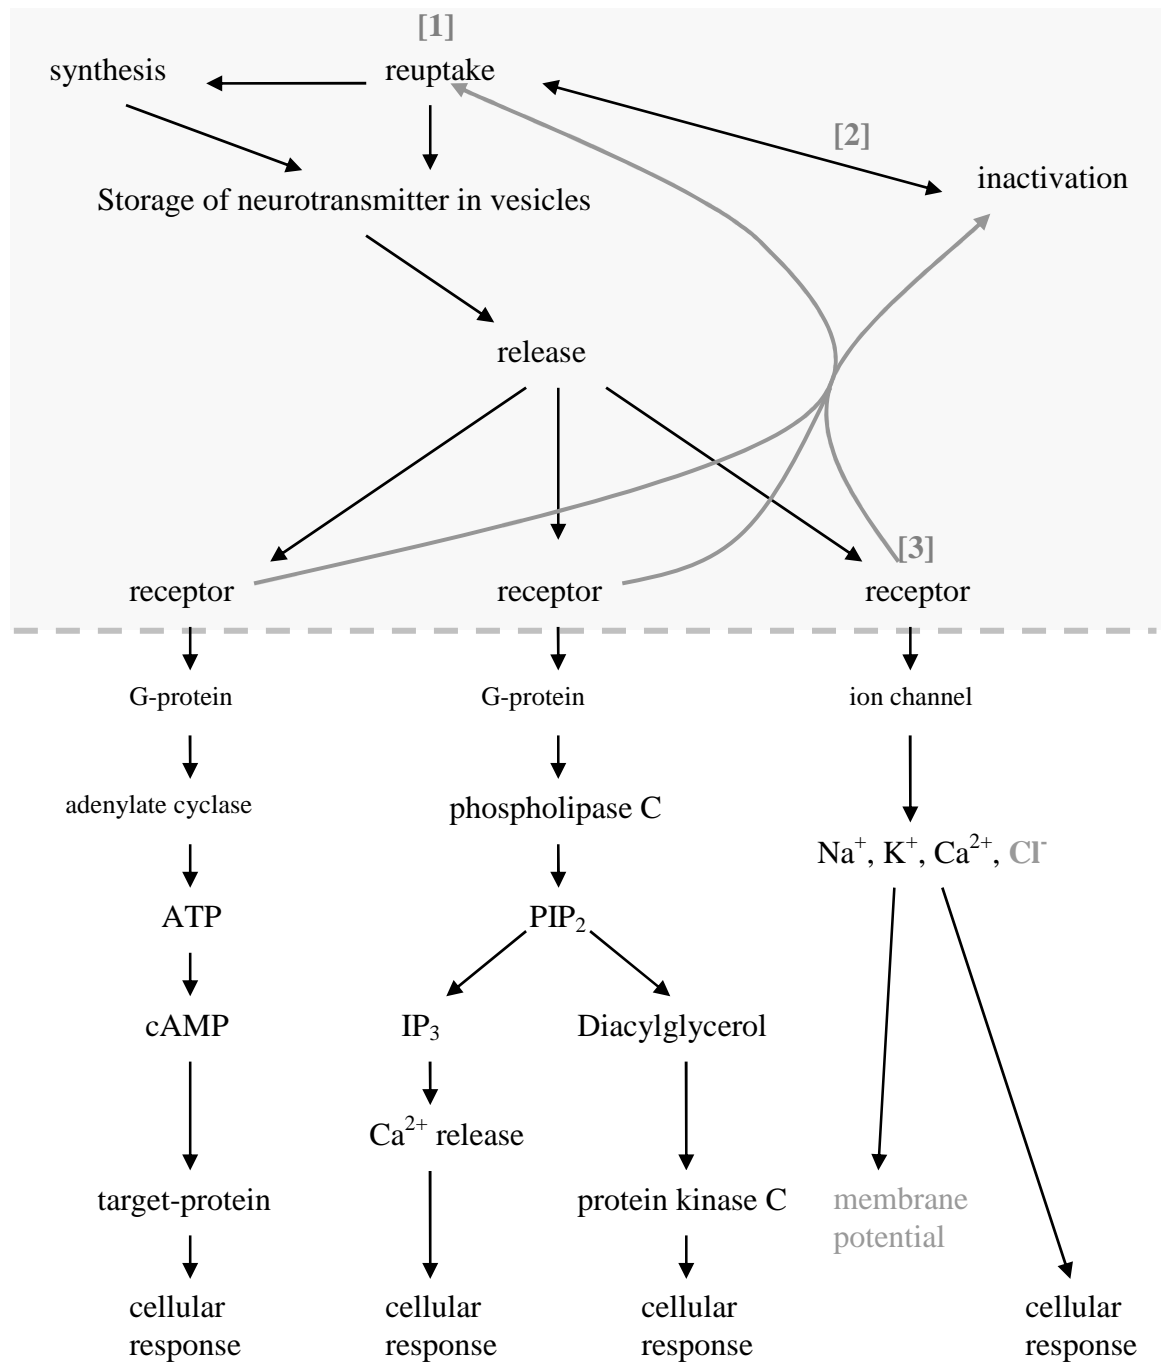 [1]
synthesis
reuptake
[2]
inactivation
Storage of neurotransmitter in vesicles
release
[3]
receptor
receptor
receptor
G-protein
G-protein
ion channel
adenylate cyclase
phospholipase C
Na⁺, K⁺, Ca²⁺, Cl⁻
ATP
PIP₂
cAMP
IP₃
Diacylglycerol
Ca²⁺ release
target-protein
protein kinase C
membrane
potential
cellular
response
cellular
response
cellular
response
cellular
response